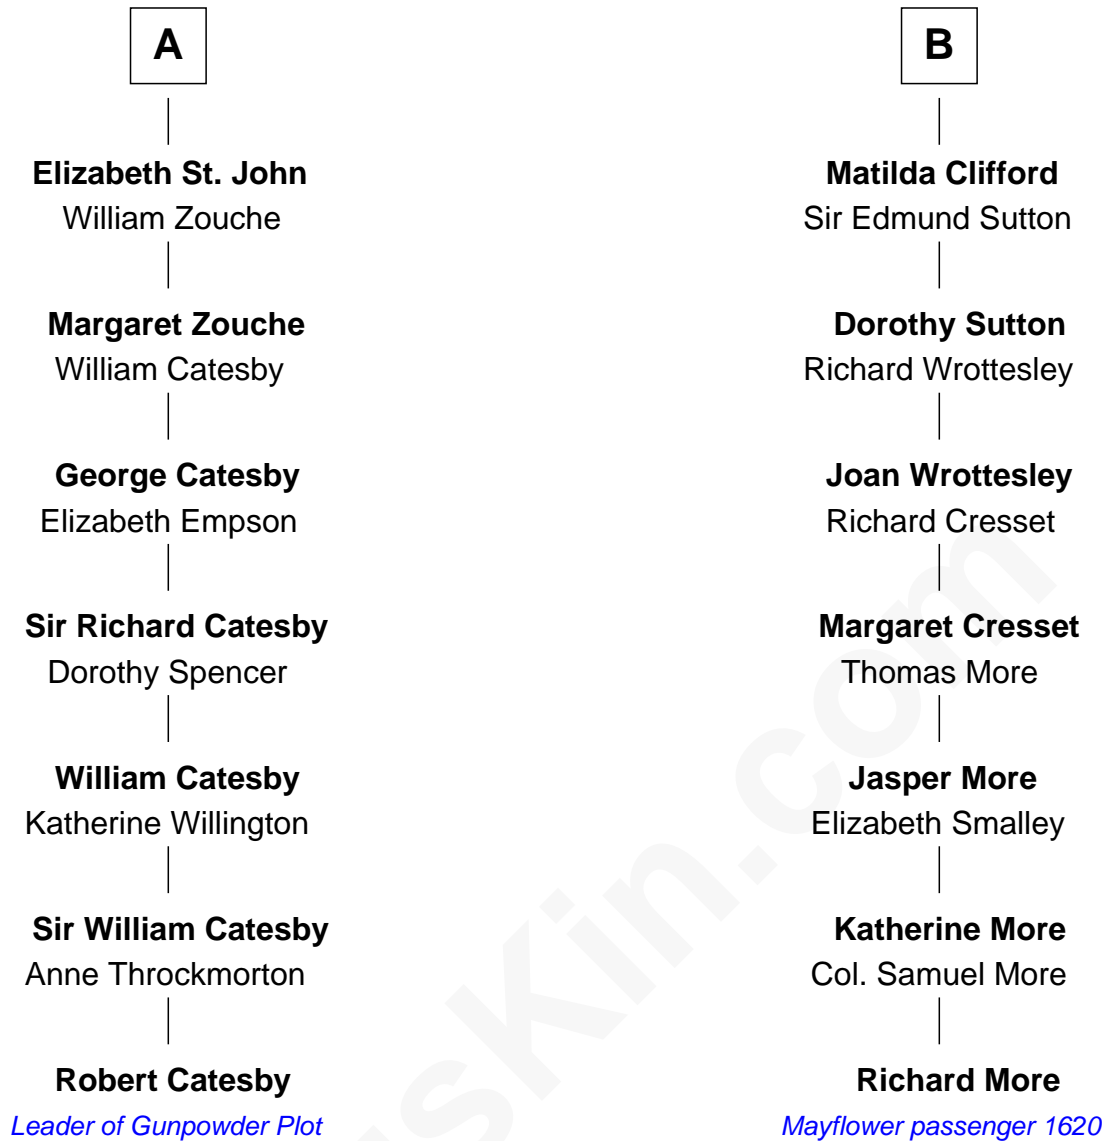 A
Elizabeth St. John
William Zouche
Margaret Zouche
William Catesby
George Catesby
Elizabeth Empson
Sir Richard Catesby
Dorothy Spencer
William Catesby
Katherine Willington
Sir William Catesby
Anne Throckmorton
Robert Catesby
Leader of Gunpowder Plot
B
Matilda Clifford
Sir Edmund Sutton
Dorothy Sutton
Richard Wrottesley
Joan Wrottesley
Richard Cresset
Margaret Cresset
Thomas More
Jasper More
Elizabeth Smalley
Katherine More
Col. Samuel More
Richard More
Mayflower passenger 1620